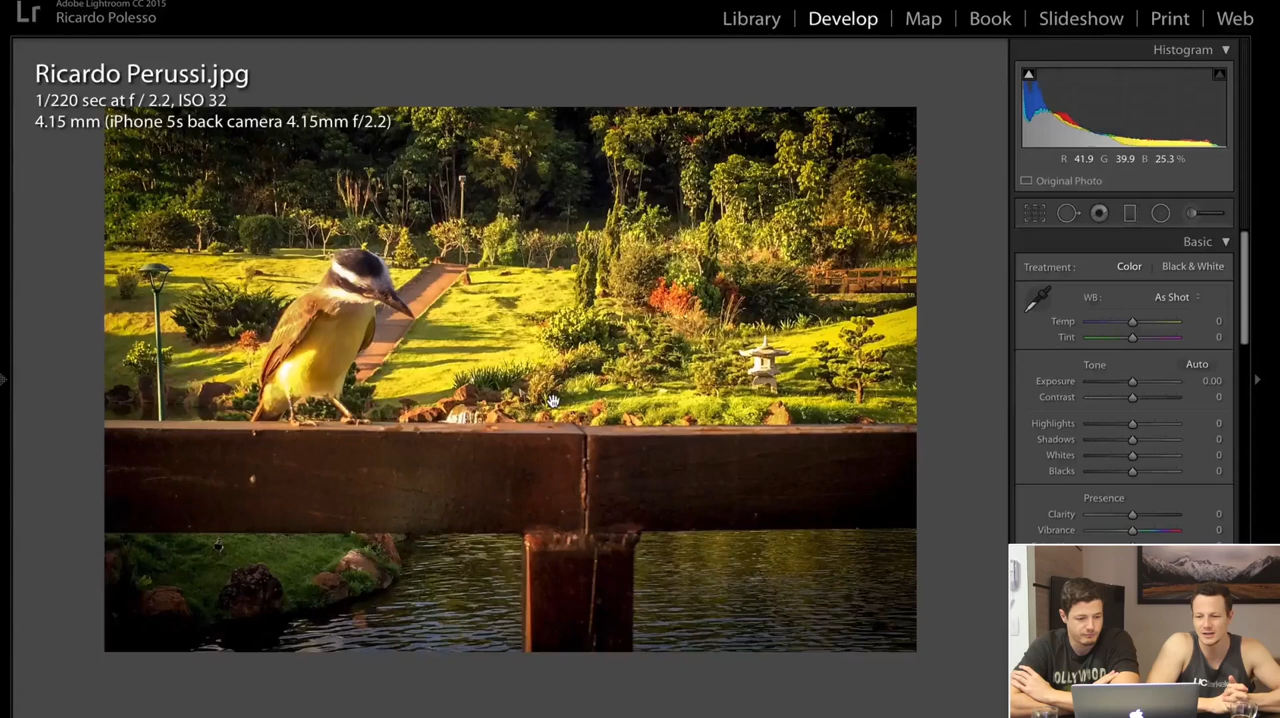 Lr
Adobe Lightroom CC 2015
Ricardo Polesso
Library | Develop | Map | Book | Slideshow | Print | Web
Ricardo Perussi.jpg
1/220 sec at f / 2.2, ISO 32
4.15 mm (iPhone 5s back camera 4.15mm f/2.2)
Histogram
R 41.9 G 39.9 B 25.3 %
Original Photo
Basic
Treatment : Color | Black & White
WB : As Shot
Temp 0
Tint 0
Tone Auto
Exposure 0.00
Contrast 0
Highlights 0
Shadows 0
Whites 0
Blacks 0
Presence
Clarity 0
Vibrance 0